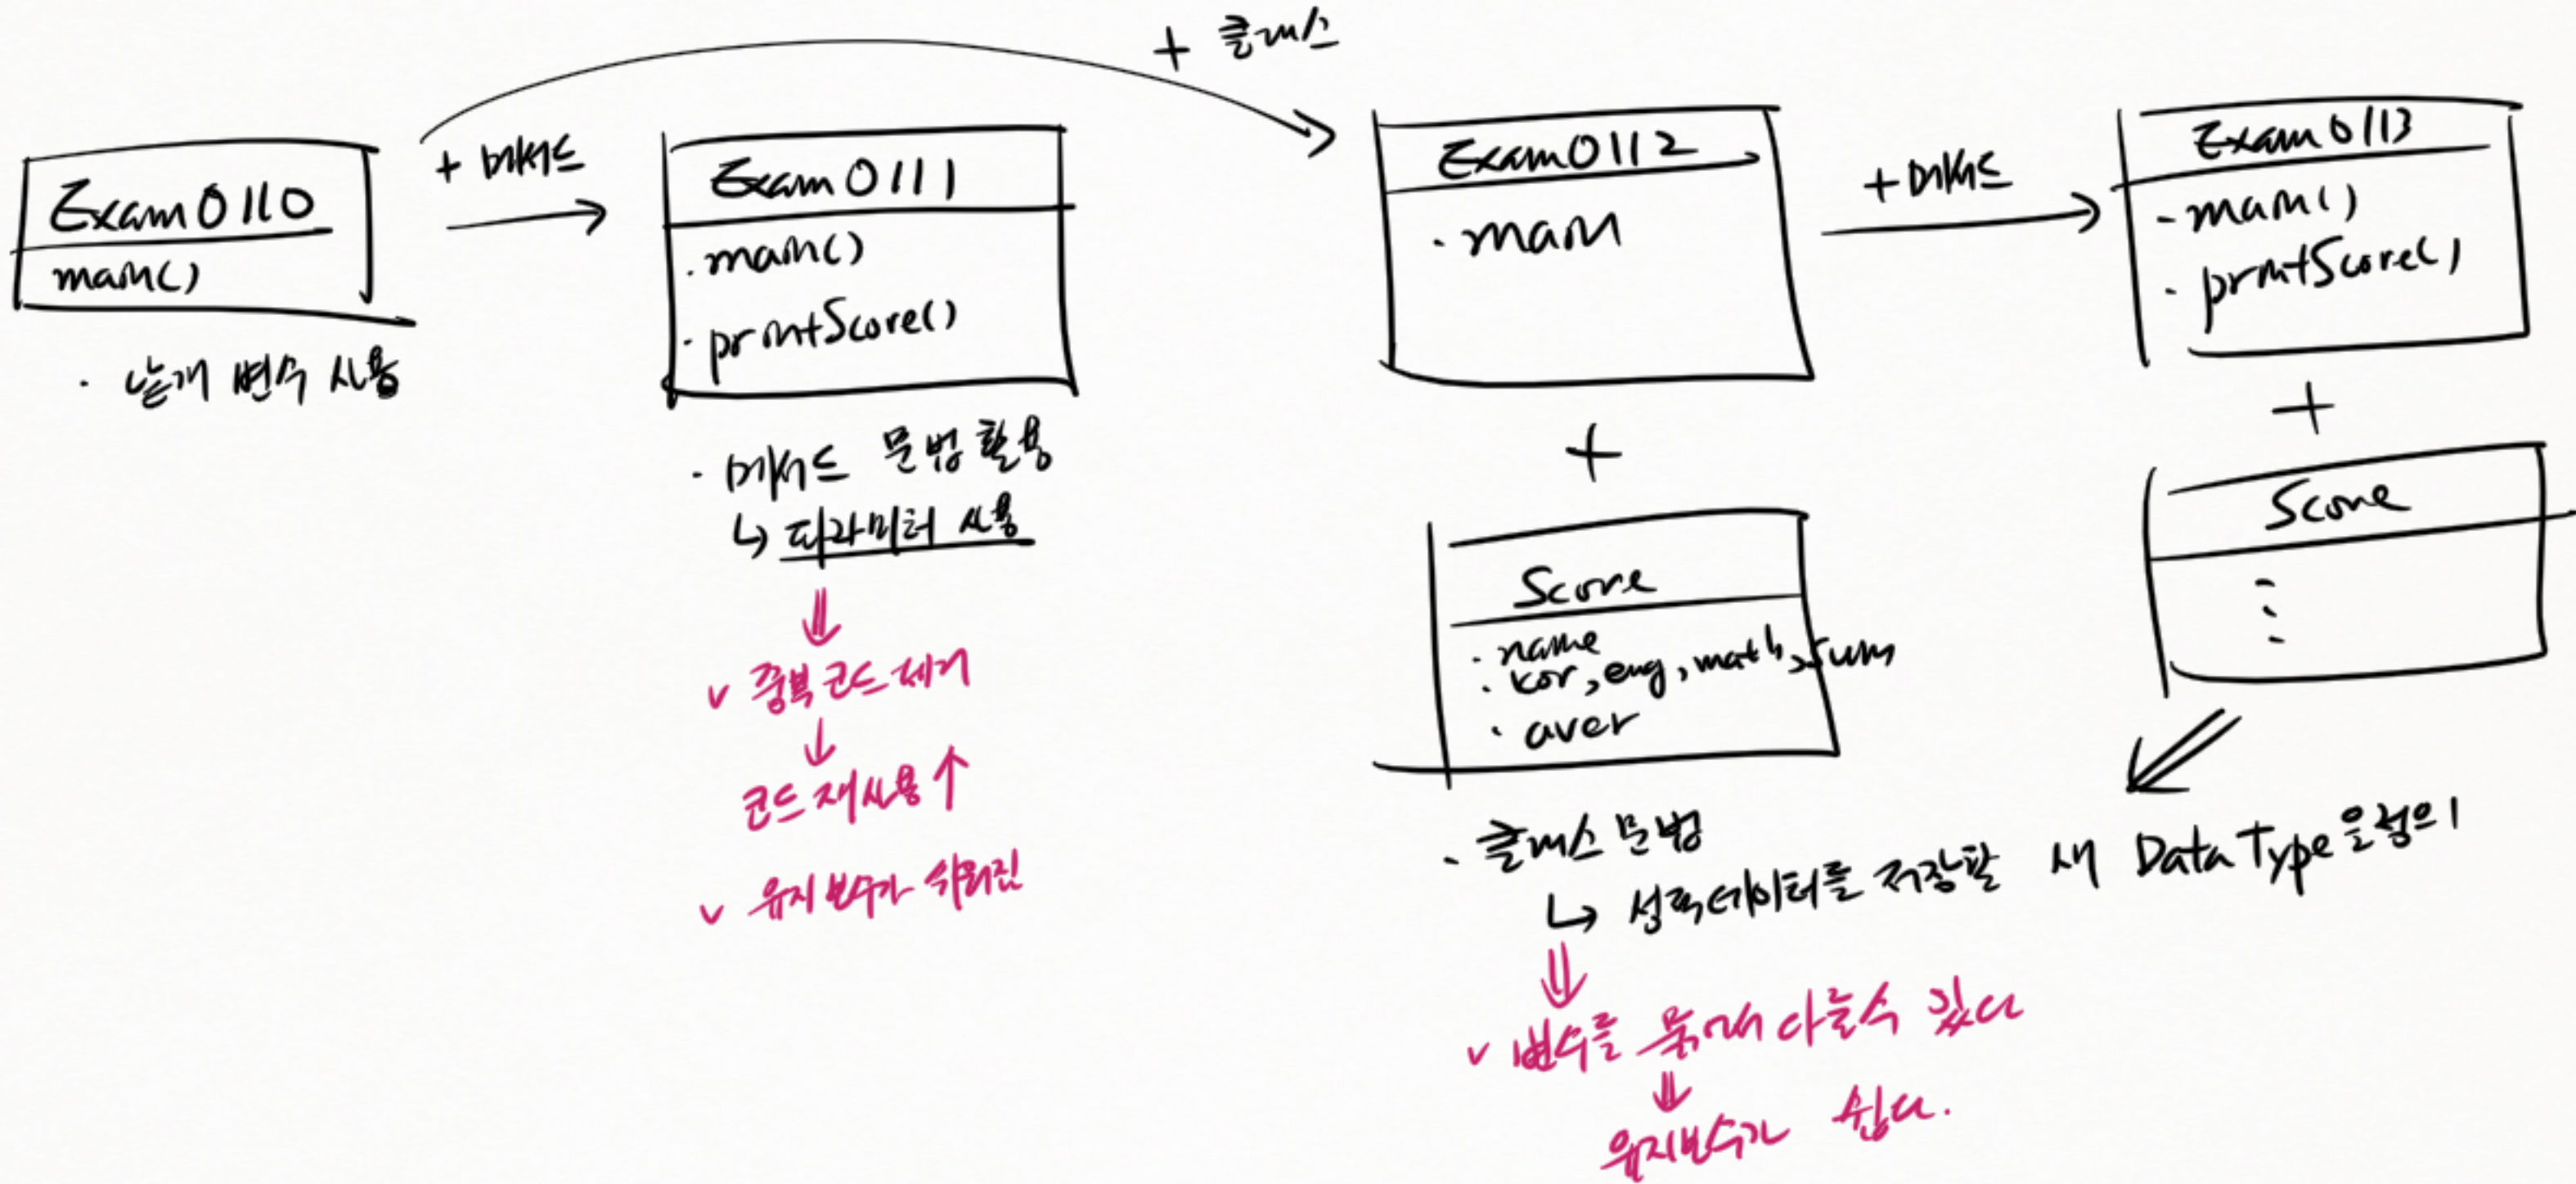 + 클래스
Exam0110
main()
· 낱개 변수 사용
+ 메서드
Exam0111
· main()
· printScore()
· 메서드 문법 활용
↳ 파라미터 사용
⇓
✓ 중복 코드 제거
↓
코드 재사용 ↑
✓ 유지보수가 쉬워진
Exam0112
· main
+
Score
· name
· kor, eng, math, sum
· aver
· 클래스 문법
↳ 성적 데이터를 저장할 새 Data Type을 정의
⇓
✓ 변수를 묶어서 다룰 수 있다
⇓
유지보수가 쉽다.
+ 메서드
Exam0113
- main()
- printScore()
+
Score